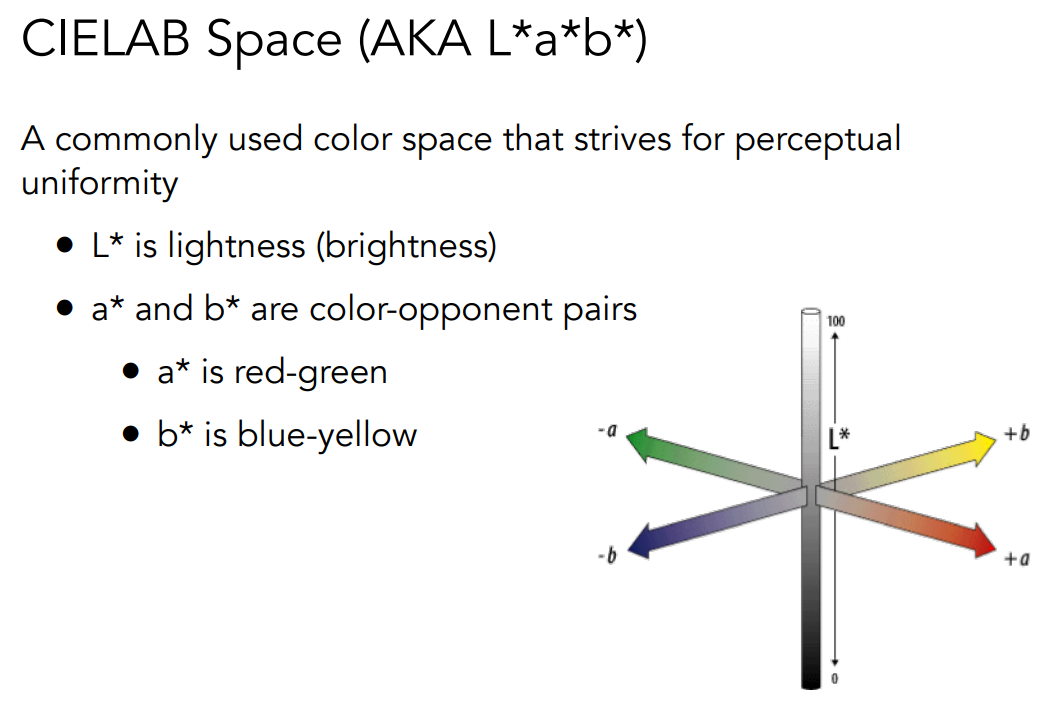 CIELAB Space (AKA L*a*b*)
A commonly used color space that strives for perceptual
uniformity
• L* is lightness (brightness)
• a* and b* are color-opponent pairs
• a* is red-green
• b* is blue-yellow
100
-a
L*
+b
-b
+a
0